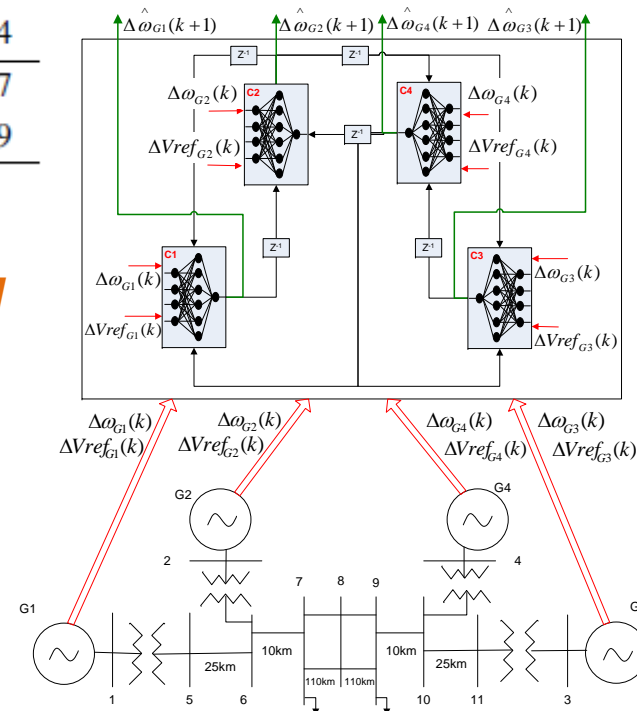 4
7
9
Δω̂G1(k+1) Δω̂G2(k+1) Δω̂G4(k+1) Δω̂G3(k+1)
Z-1 Z-1
C2 C4
ΔωG2(k) ΔωG4(k)
Z-1
ΔVrefG2(k) ΔVrefG4(k)
Z-1 Z-1
C1 C3
ΔωG1(k) ΔωG3(k)
ΔVrefG1(k) ΔVrefG3(k)
ΔωG1(k) ΔωG2(k) ΔωG4(k) ΔωG3(k)
ΔVrefG1(k) ΔVrefG2(k) ΔVrefG4(k) ΔVrefG3(k)
G2 G4
2 7 8 9 4
G1 G
10km 10km
25km 110km 110km 25km
1 5 6 10 11 3